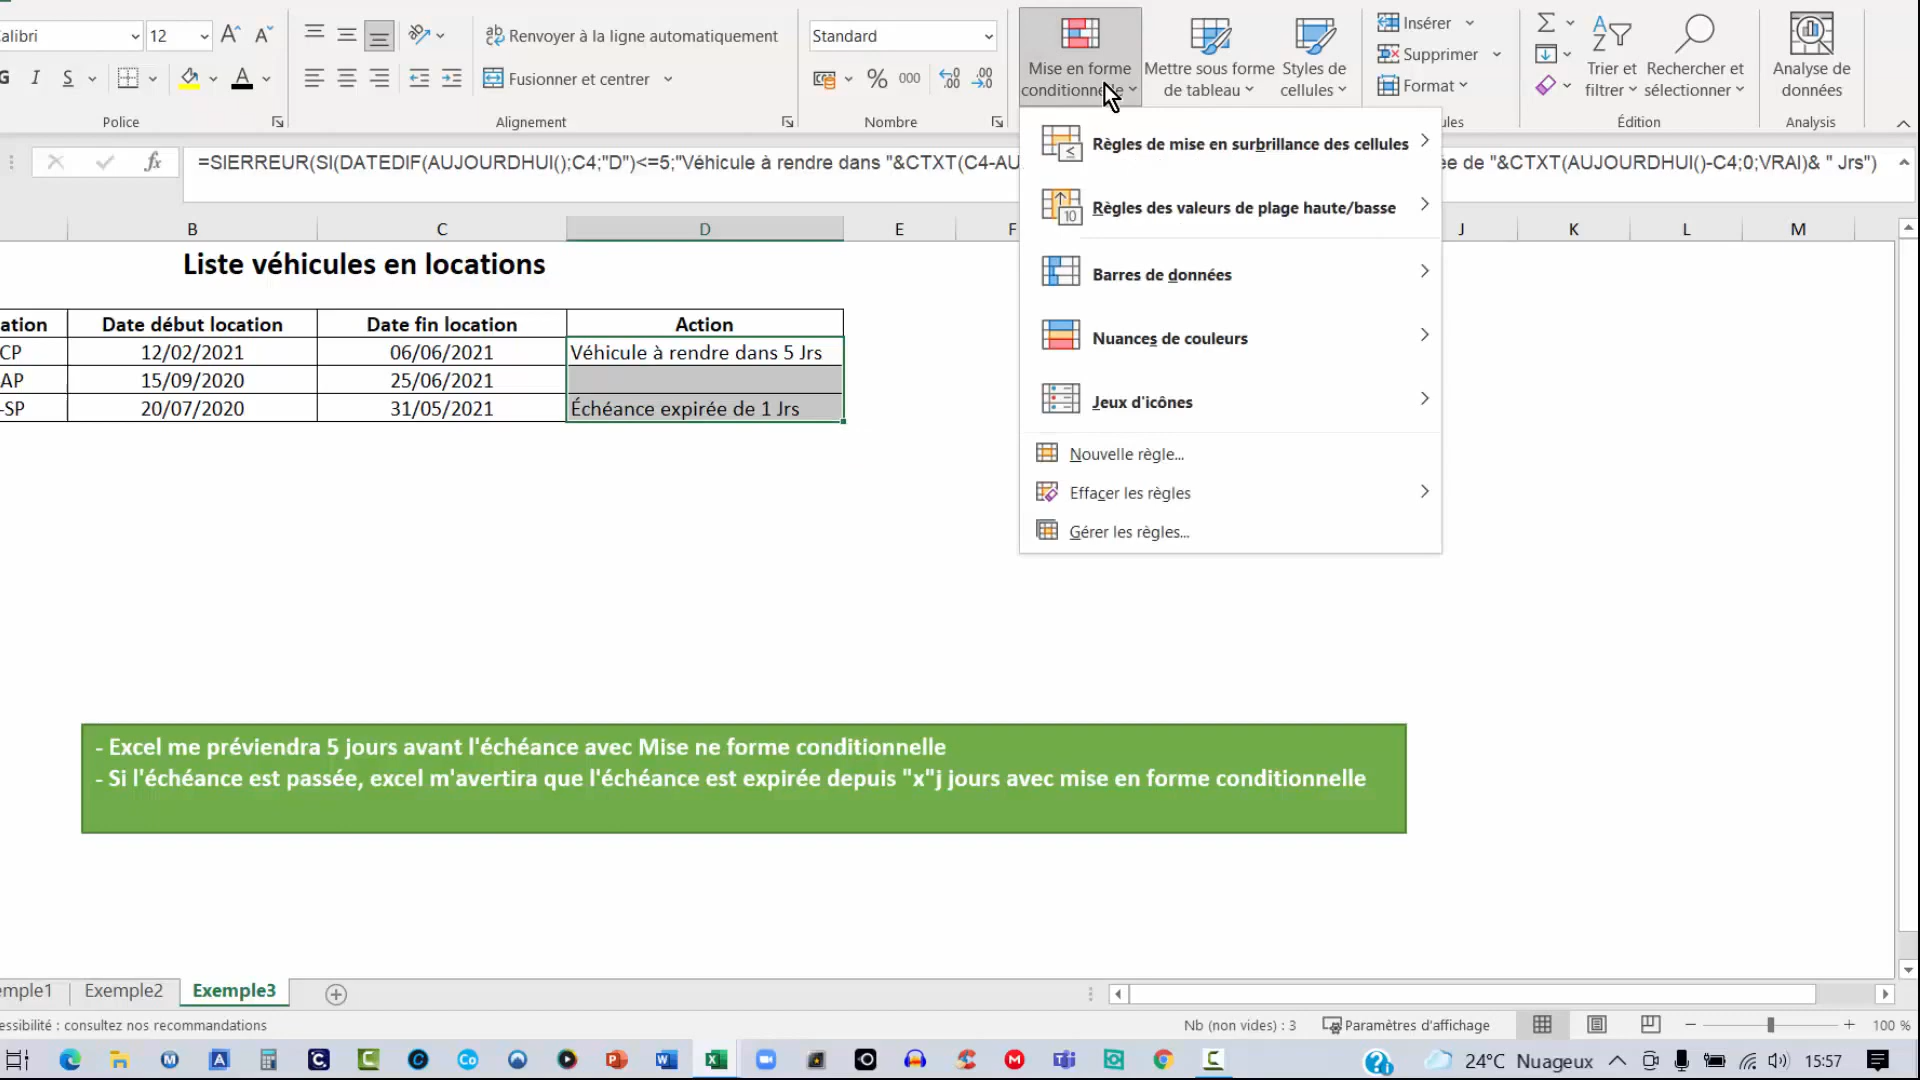 alibri
12
Renvoyer à la ligne automatiquement
Standard
Mise en forme conditionnelle
Mettre sous forme de tableau
Styles de cellules
Insérer
Supprimer
Format
Trier et filtrer
Rechercher et sélectionner
Analyse de données
G I S
Fusionner et centrer
% 000
Police
Alignement
Nombre
ules
Édition
Analysis
=SIERREUR(SI(DATEDIF(AUJOURDHUI();C4;"D")<=5;"Véhicule à rendre dans "&CTXT(C4-AU
ée de "&CTXT(AUJOURDHUI()-C4;0;VRAI)& " Jrs")
Règles de mise en surbrillance des cellules
Règles des valeurs de plage haute/basse
Barres de données
Nuances de couleurs
Jeux d'icônes
Nouvelle règle...
Effacer les règles
Gérer les règles...
B C D E F J K L M
Liste véhicules en locations
ation Date début location Date fin location Action
CP 12/02/2021 06/06/2021 Véhicule à rendre dans 5 Jrs
AP 15/09/2020 25/06/2021
-SP 20/07/2020 31/05/2021 Échéance expirée de 1 Jrs
- Excel me préviendra 5 jours avant l'échéance avec Mise ne forme conditionnelle
- Si l'échéance est passée, excel m'avertira que l'échéance est expirée depuis "x"j jours avec mise en forme conditionnelle
emple1 Exemple2 Exemple3
essibilité : consultez nos recommandations
Nb (non vides) : 3
Paramètres d'affichage
100 %
24°C Nuageux
15:57